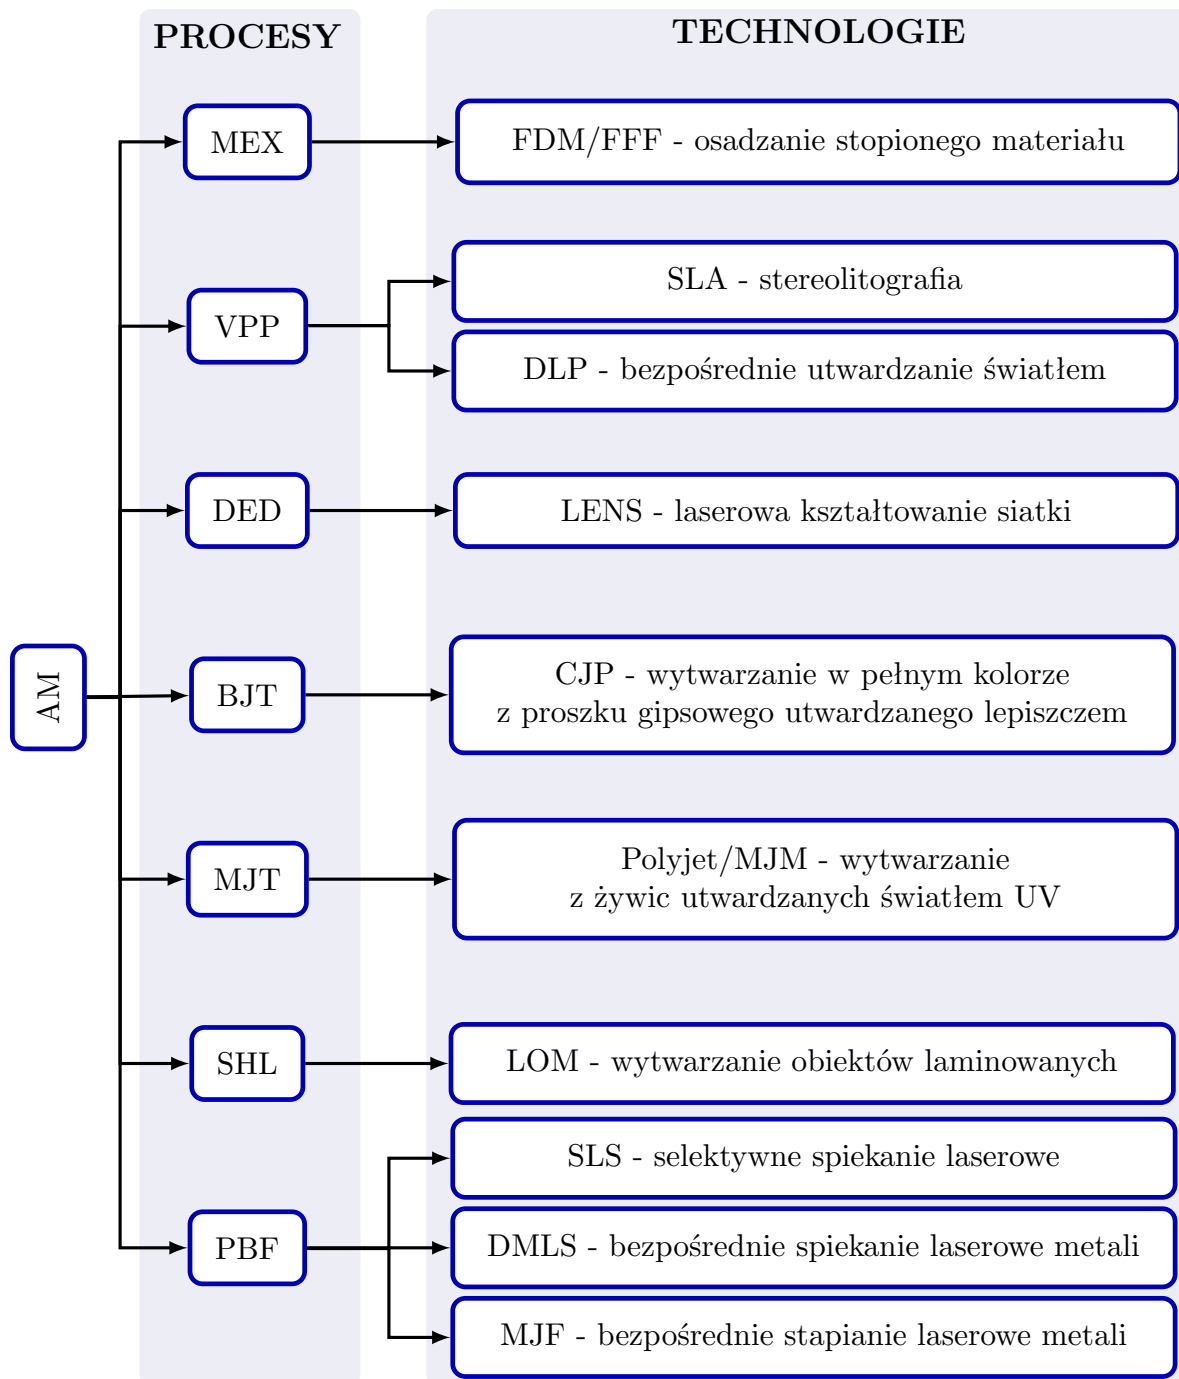 PROCESY
TECHNOLOGIE
MEX
FDM/FFF - osadzanie stopionego materiału
VPP
SLA - stereolitografia
DLP - bezpośrednie utwardzanie światłem
DED
LENS - laserowa kształtowanie siatki
AM
BJT
CJP - wytwarzanie w pełnym kolorze
z proszku gipsowego utwardzanego lepiszczem
MJT
Polyjet/MJM - wytwarzanie
z żywic utwardzanych światłem UV
SHL
LOM - wytwarzanie obiektów laminowanych
PBF
SLS - selektywne spiekanie laserowe
DMLS - bezpośrednie spiekanie laserowe metali
MJF - bezpośrednie stapianie laserowe metali